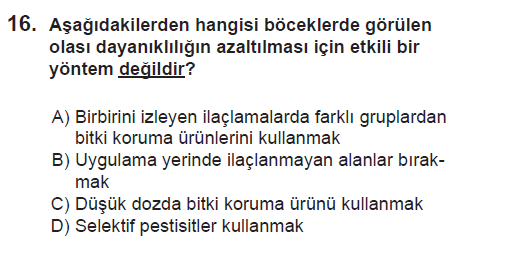 16. Aşağıdakilerden hangisi böceklerde görülen
olası dayanıklılığın azaltılması için etkili bir
yöntem değildir?
A) Birbirini izleyen ilaçlamalarda farklı gruplardan
bitki koruma ürünlerini kullanmak
B) Uygulama yerinde ilaçlanmayan alanlar bırak-
mak
C) Düşük dozda bitki koruma ürünü kullanmak
D) Selektif pestisitler kullanmak